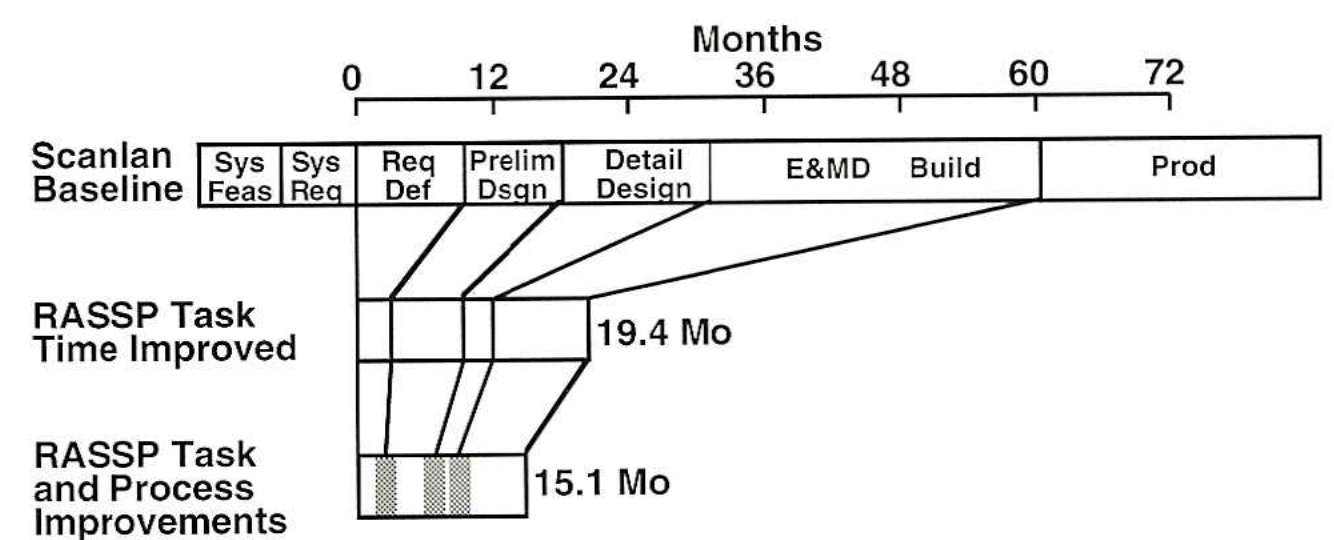 Months
0 12 24 36 48 60 72
Scanlan
Baseline
Sys
Feas
Sys
Req
Req
Def
Prelim
Dsgn
Detail
Design
E&MD Build
Prod
RASSP Task
Time Improved
19.4 Mo
RASSP Task
and Process
Improvements
15.1 Mo